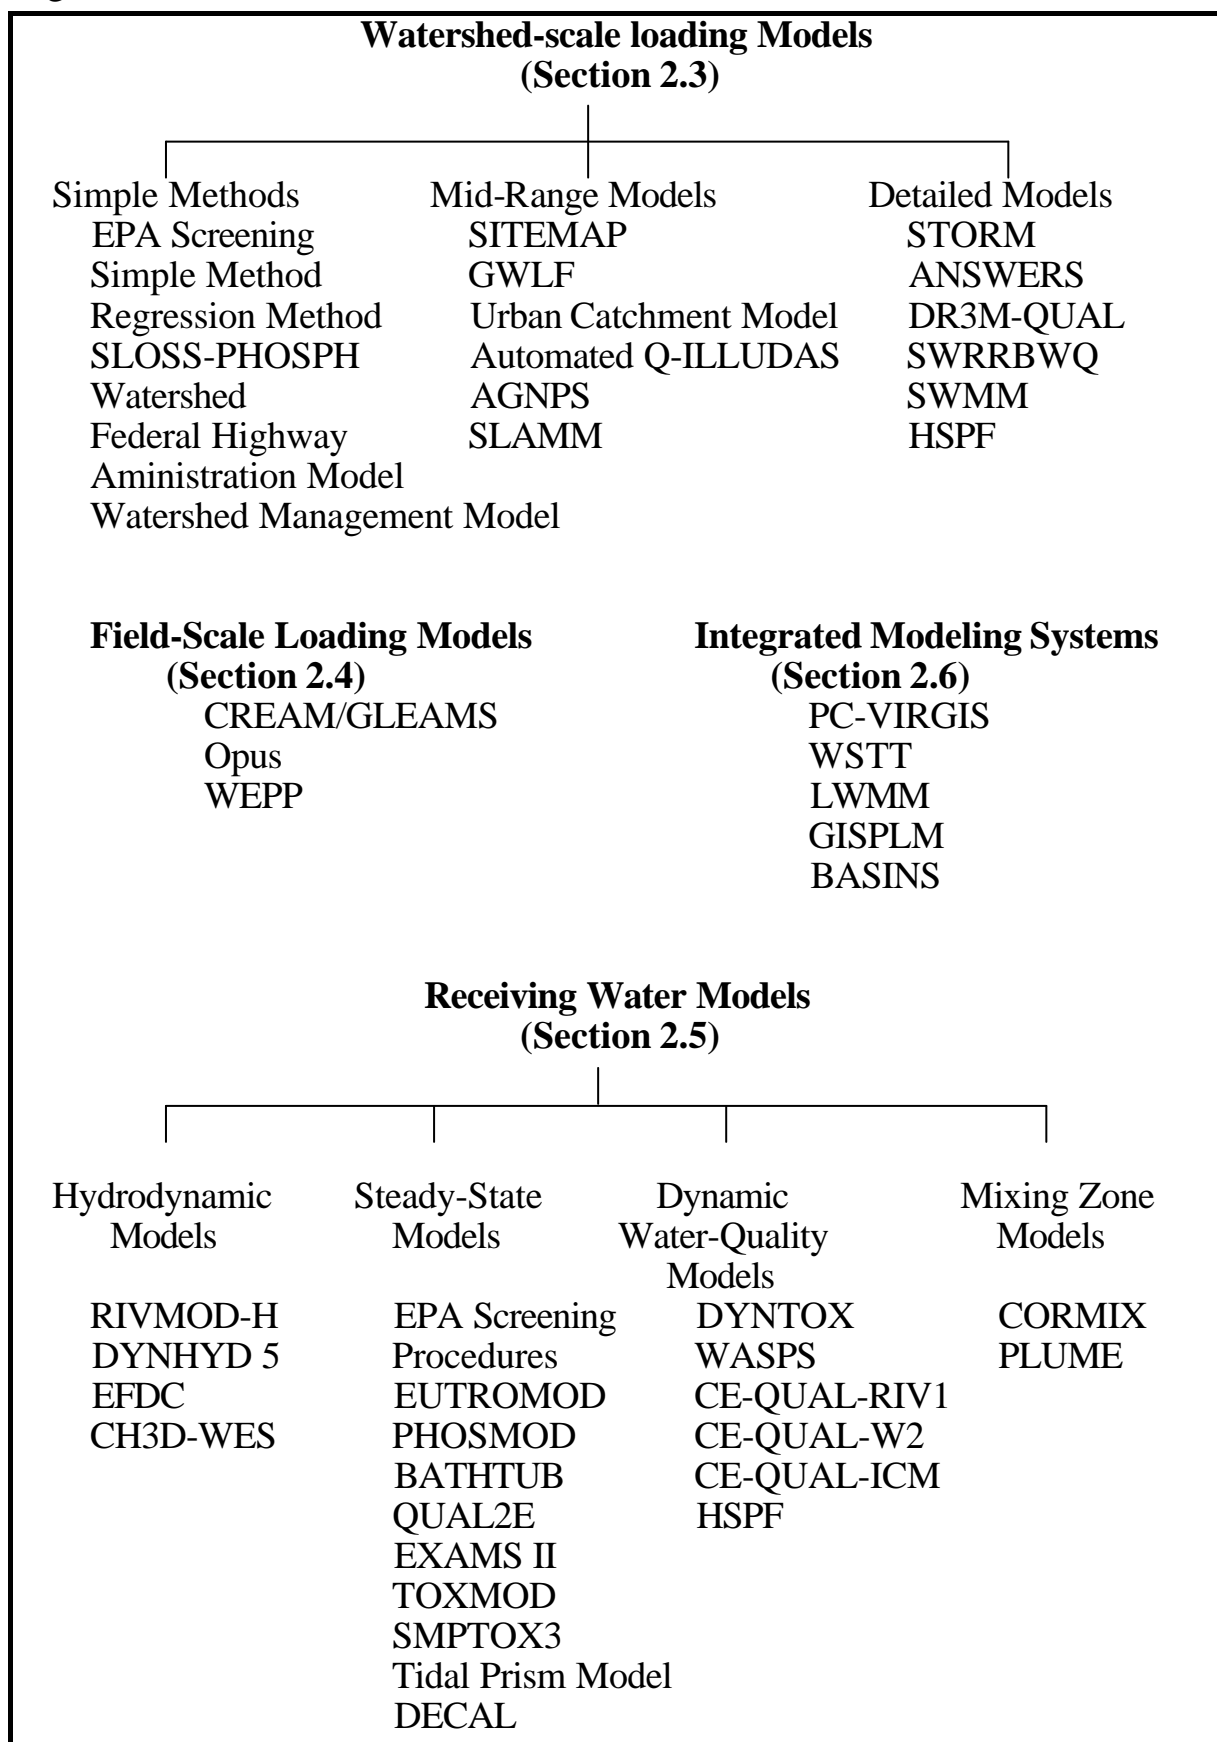 Watershed-scale loading Models
(Section 2.3)
Simple Methods
EPA Screening
Simple Method
Regression Method
SLOSS-PHOSPH
Watershed
Federal Highway
Aministration Model
Watershed Management Model
Mid-Range Models
SITEMAP
GWLF
Urban Catchment Model
Automated Q-ILLUDAS
AGNPS
SLAMM
Detailed Models
STORM
ANSWERS
DR3M-QUAL
SWRRBWQ
SWMM
HSPF
Field-Scale Loading Models
(Section 2.4)
CREAM/GLEAMS
Opus
WEPP
Integrated Modeling Systems
(Section 2.6)
PC-VIRGIS
WSTT
LWMM
GISPLM
BASINS
Receiving Water Models
(Section 2.5)
Hydrodynamic
Models
RIVMOD-H
DYNHYD 5
EFDC
CH3D-WES
Steady-State
Models
EPA Screening
Procedures
EUTROMOD
PHOSMOD
BATHTUB
QUAL2E
EXAMS II
TOXMOD
SMPTOX3
Tidal Prism Model
DECAL
Dynamic
Water-Quality
Models
DYNTOX
WASPS
CE-QUAL-RIV1
CE-QUAL-W2
CE-QUAL-ICM
HSPF
Mixing Zone
Models
CORMIX
PLUME